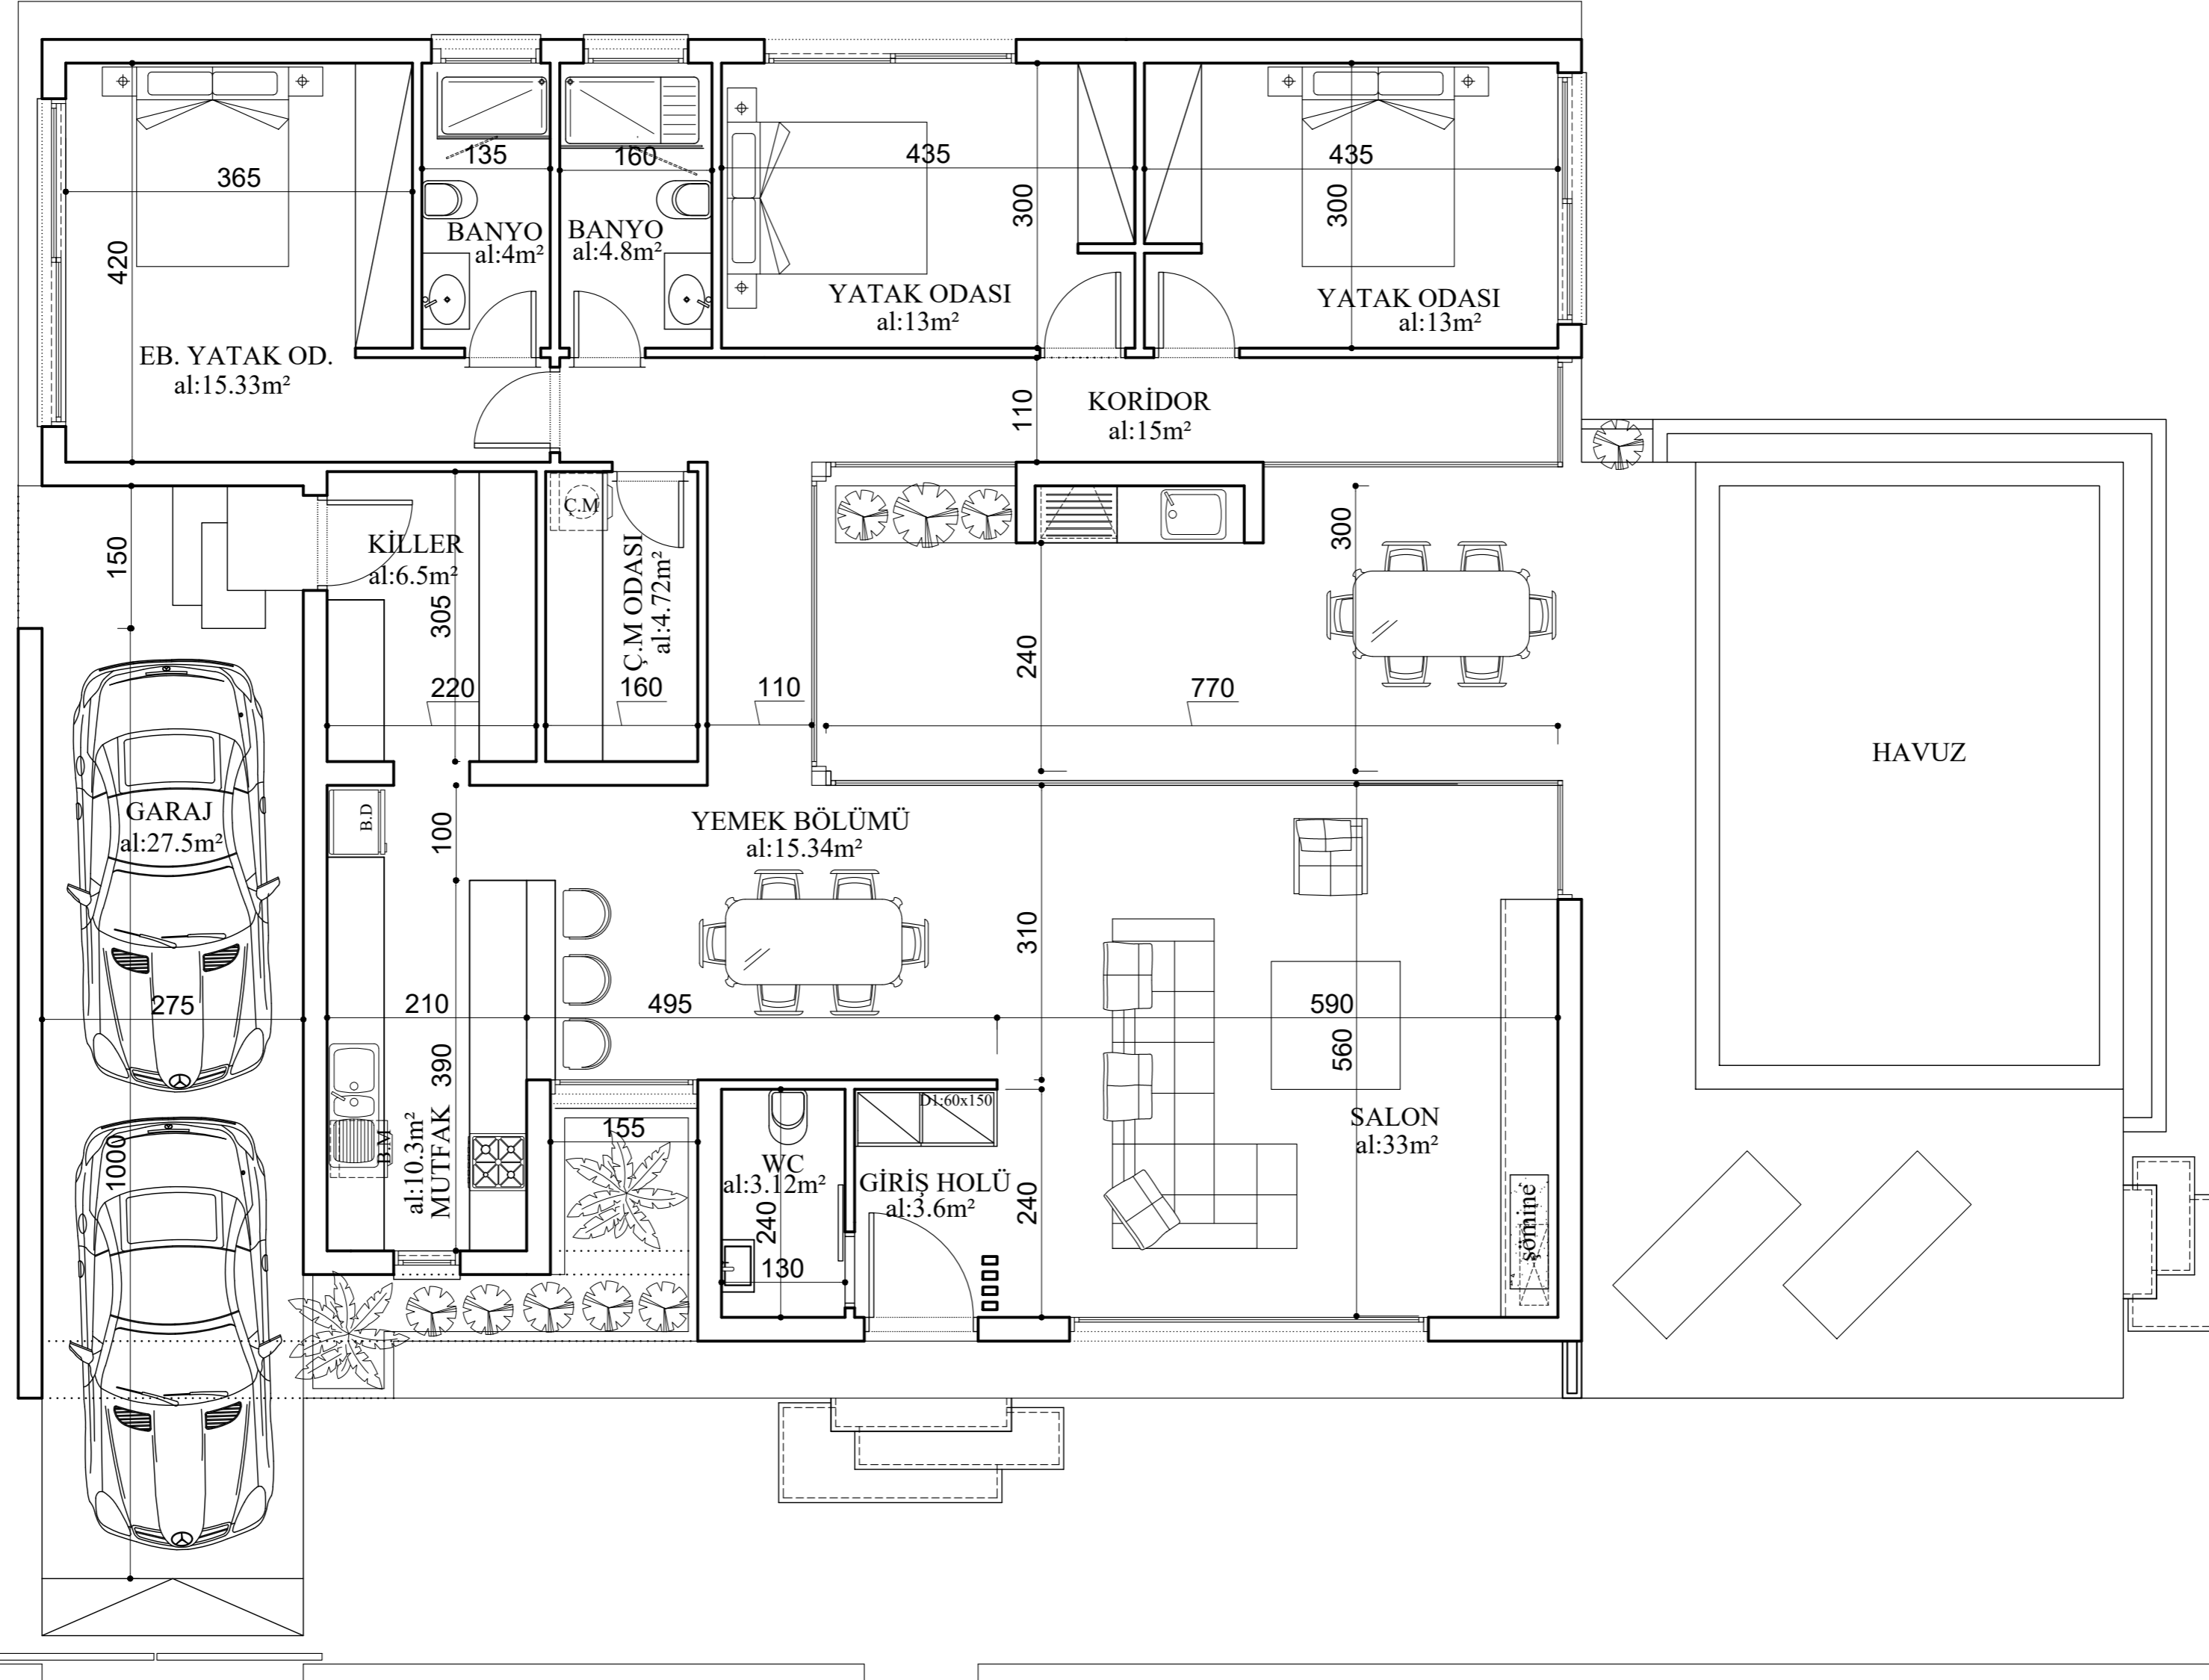 135
160
435
435
365
300
300
BANYO
al:4m²
BANYO
al:4.8m²
420
YATAK ODASI
al:13m²
YATAK ODASI
al:13m²
EB. YATAK OD.
al:15.33m²
110
KORİDOR
al:15m²
Ç.M
150
KİLLER
al:6.5m²
305
Ç.M ODASI
al:4.72m²
300
240
220
160
110
770
HAVUZ
GARAJ
al:27.5m²
B.D
100
YEMEK BÖLÜMÜ
al:15.34m²
310
275
210
495
590
560
390
MUTFAK
al:10.3m²
B.M
1000
155
D1:60x150
SALON
al:33m²
WC
al:3.12m²
GİRİŞ HOLÜ
al:3.6m²
240
240
130
şömine